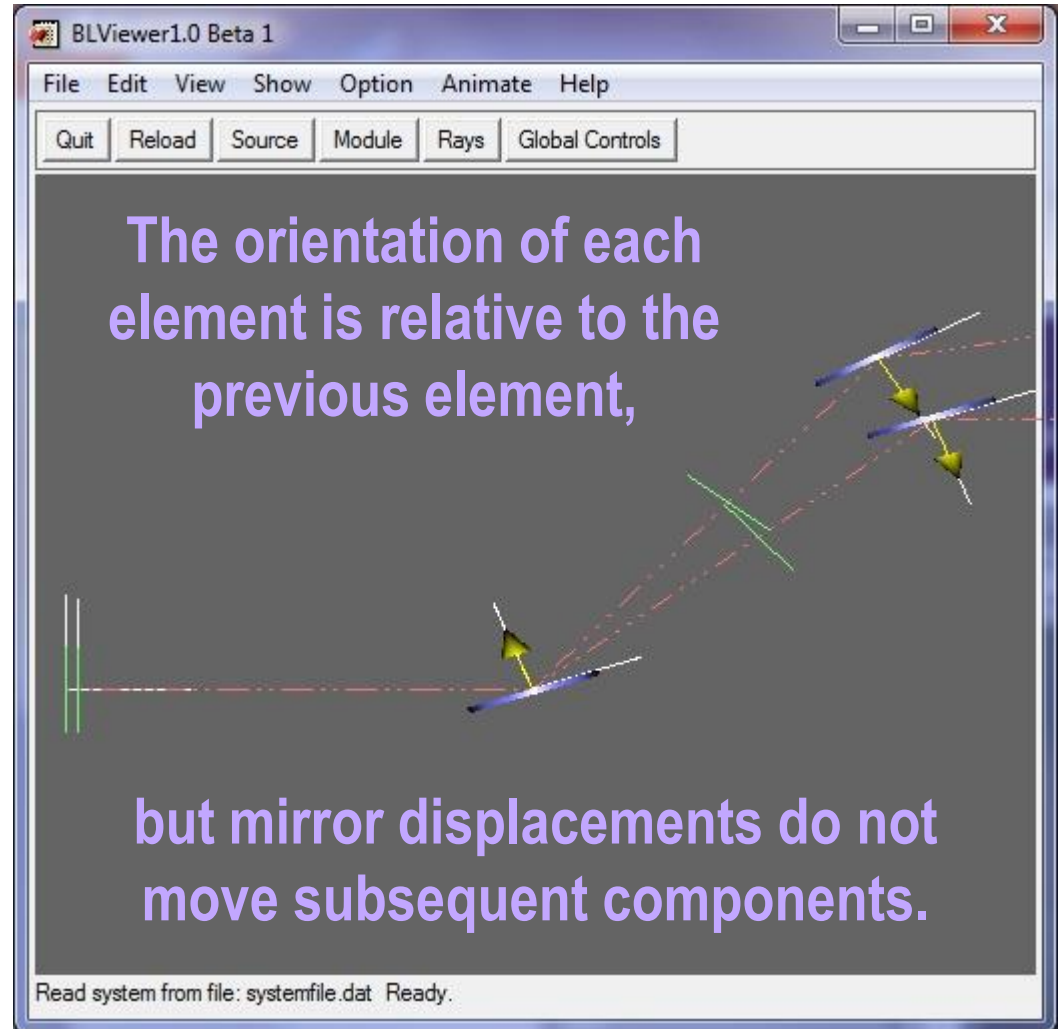 BLViewer1.0 Beta 1
File Edit View Show Option Animate Help
Quit Reload Source Module Rays Global Controls
The orientation of each
element is relative to the
previous element,
but mirror displacements do not
move subsequent components.
Read system from file: systemfile.dat Ready.